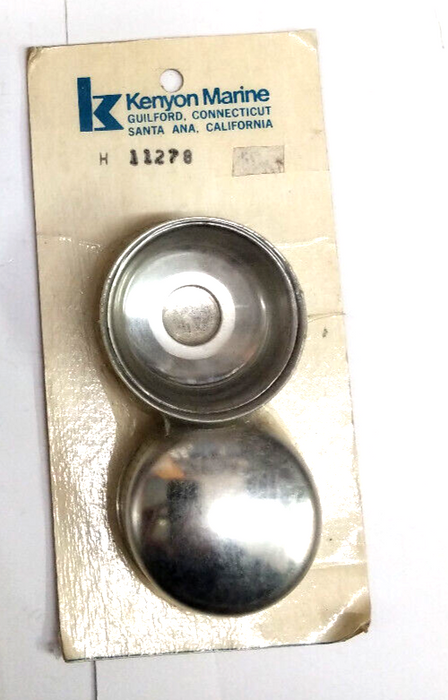 Kenyon Marine
GUILFORD, CONNECTICUT
SANTA ANA, CALIFORNIA
H 11278